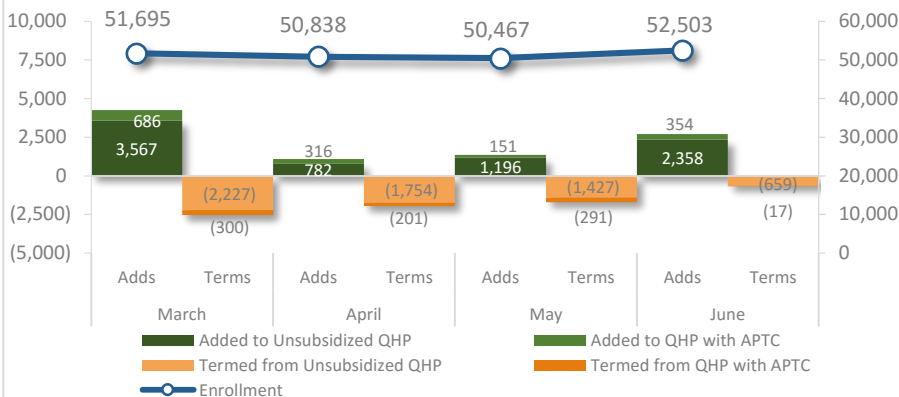 51,695 50,838 50,467 52,503
10,000 60,000
7,500 50,000
5,000 40,000
686 354
2,500 3,567 316 151 2,358 30,000
782 1,196
0 20,000
(2,227) (1,754) (1,427) (659)
(2,500) (300) (201) (291) (17) 10,000
(5,000) 0
Adds Terms Adds Terms Adds Terms Adds Terms
March April May June
Added to Unsubsidized QHP Added to QHP with APTC
Termed from Unsubsidized QHP Termed from QHP with APTC
Enrollment